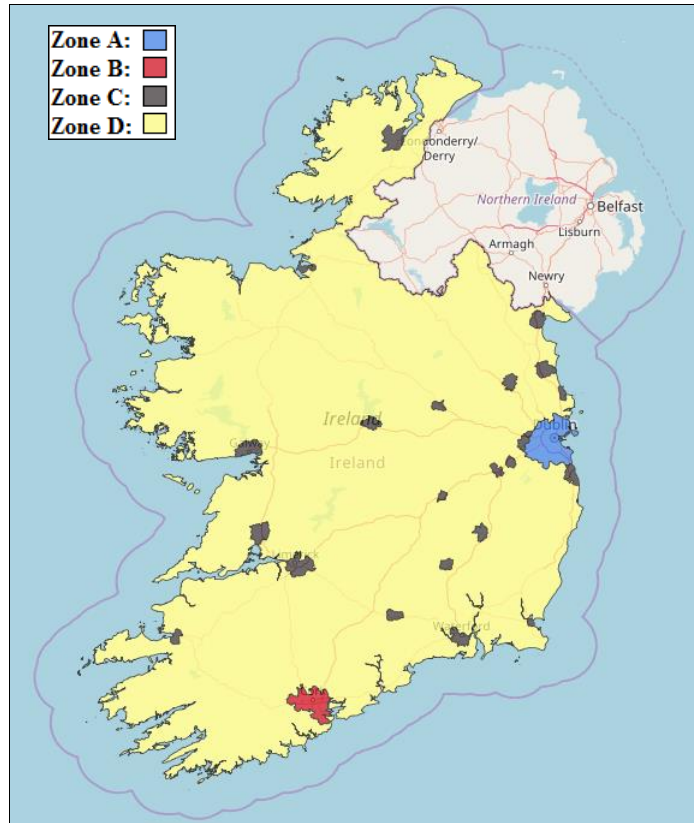 Zone A:
Zone B:
Zone C:
Zone D:
Londonderry/
Derry
Northern Ireland
Belfast
Lisburn
Armagh
Newry
Ireland
Dublin
Galway
Ireland
Limerick
Waterford